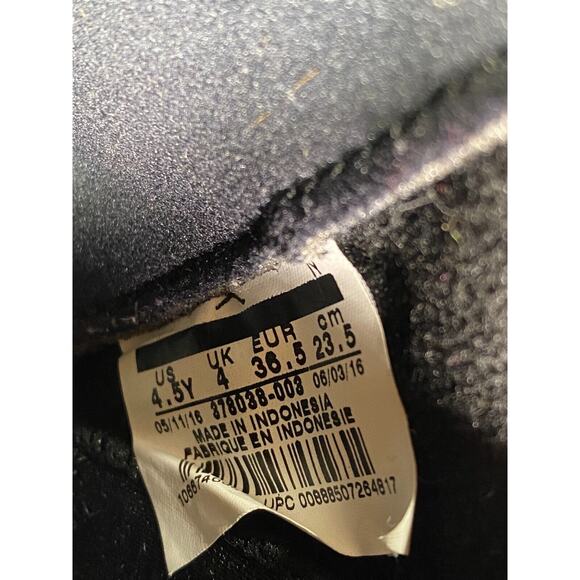 US UK EUR cm
4.5Y 4 36.5 23.5
05/11/16 378038-003 06/03/16
MADE IN INDONESIA
FABRIQUE EN INDONESIE
UPC 00888507264817